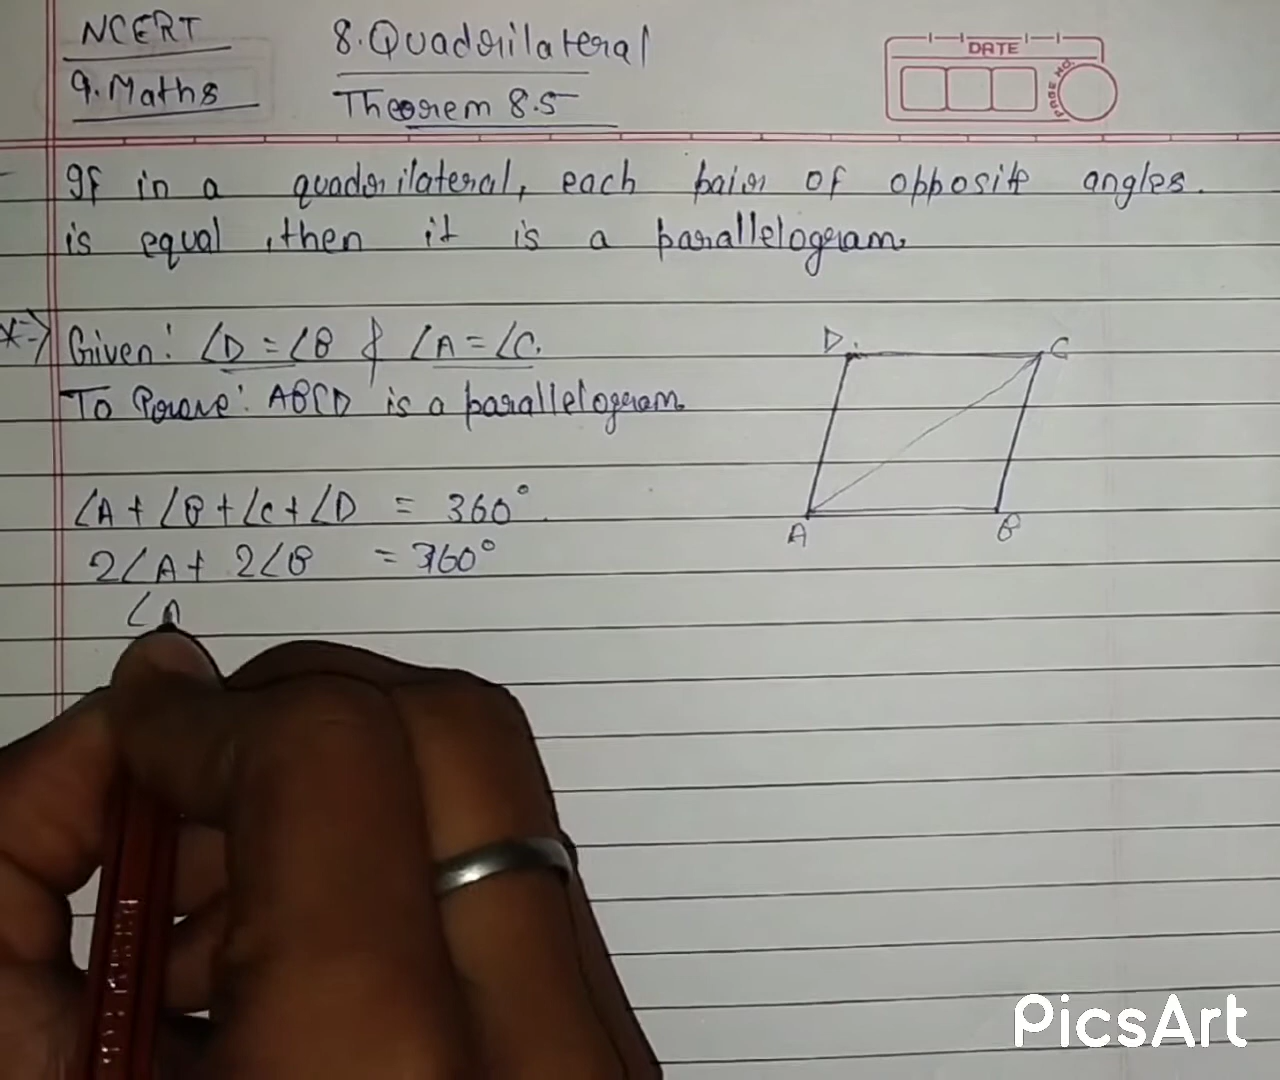 NCERT
9. Maths
8. Quadrilateral
Theorem 8.5
DATE
PAGE NO.
If in a quadrilateral, each pair of opposite angles.
is equal, then it is a parallelogram.
*⇒ Given: ∠D = ∠B & ∠A = ∠C.
To Prove: ABCD is a parallelogram.
D
C
A
B
∠A + ∠B + ∠C + ∠D = 360°.
2∠A + 2∠B = 360°
∠A
PicsArt